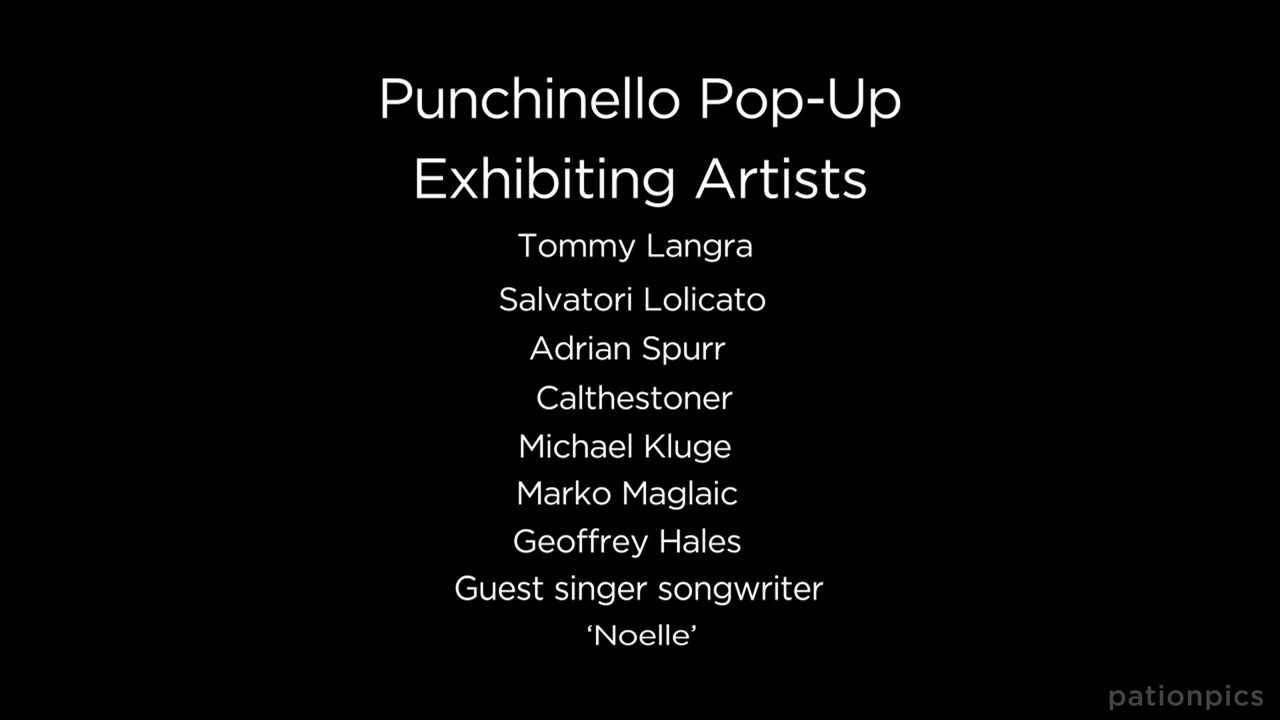 Punchinello Pop-Up
Exhibiting Artists
Tommy Langra
Salvatori Lolicato
Adrian Spurr
Calthestoner
Michael Kluge
Marko Maglaic
Geoffrey Hales
Guest singer songwriter
‘Noelle’
pationpics